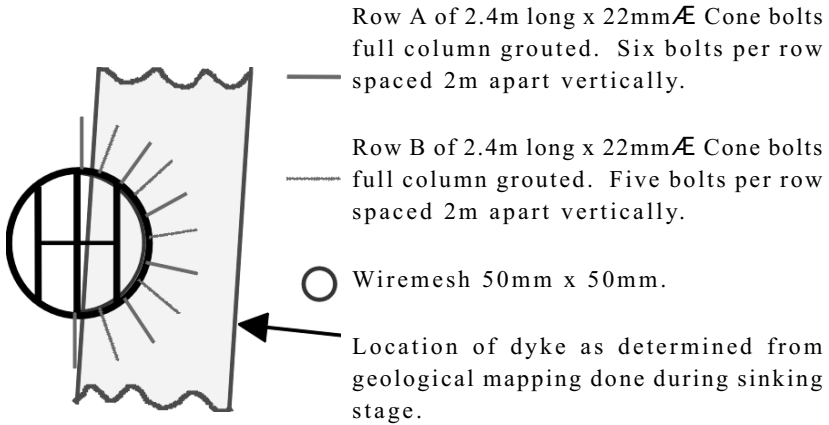 Row A of 2.4m long x 22mmÆ Cone bolts
full column grouted. Six bolts per row
spaced 2m apart vertically.
Row B of 2.4m long x 22mmÆ Cone bolts
full column grouted. Five bolts per row
spaced 2m apart vertically.
Wiremesh 50mm x 50mm.
Location of dyke as determined from
geological mapping done during sinking
stage.